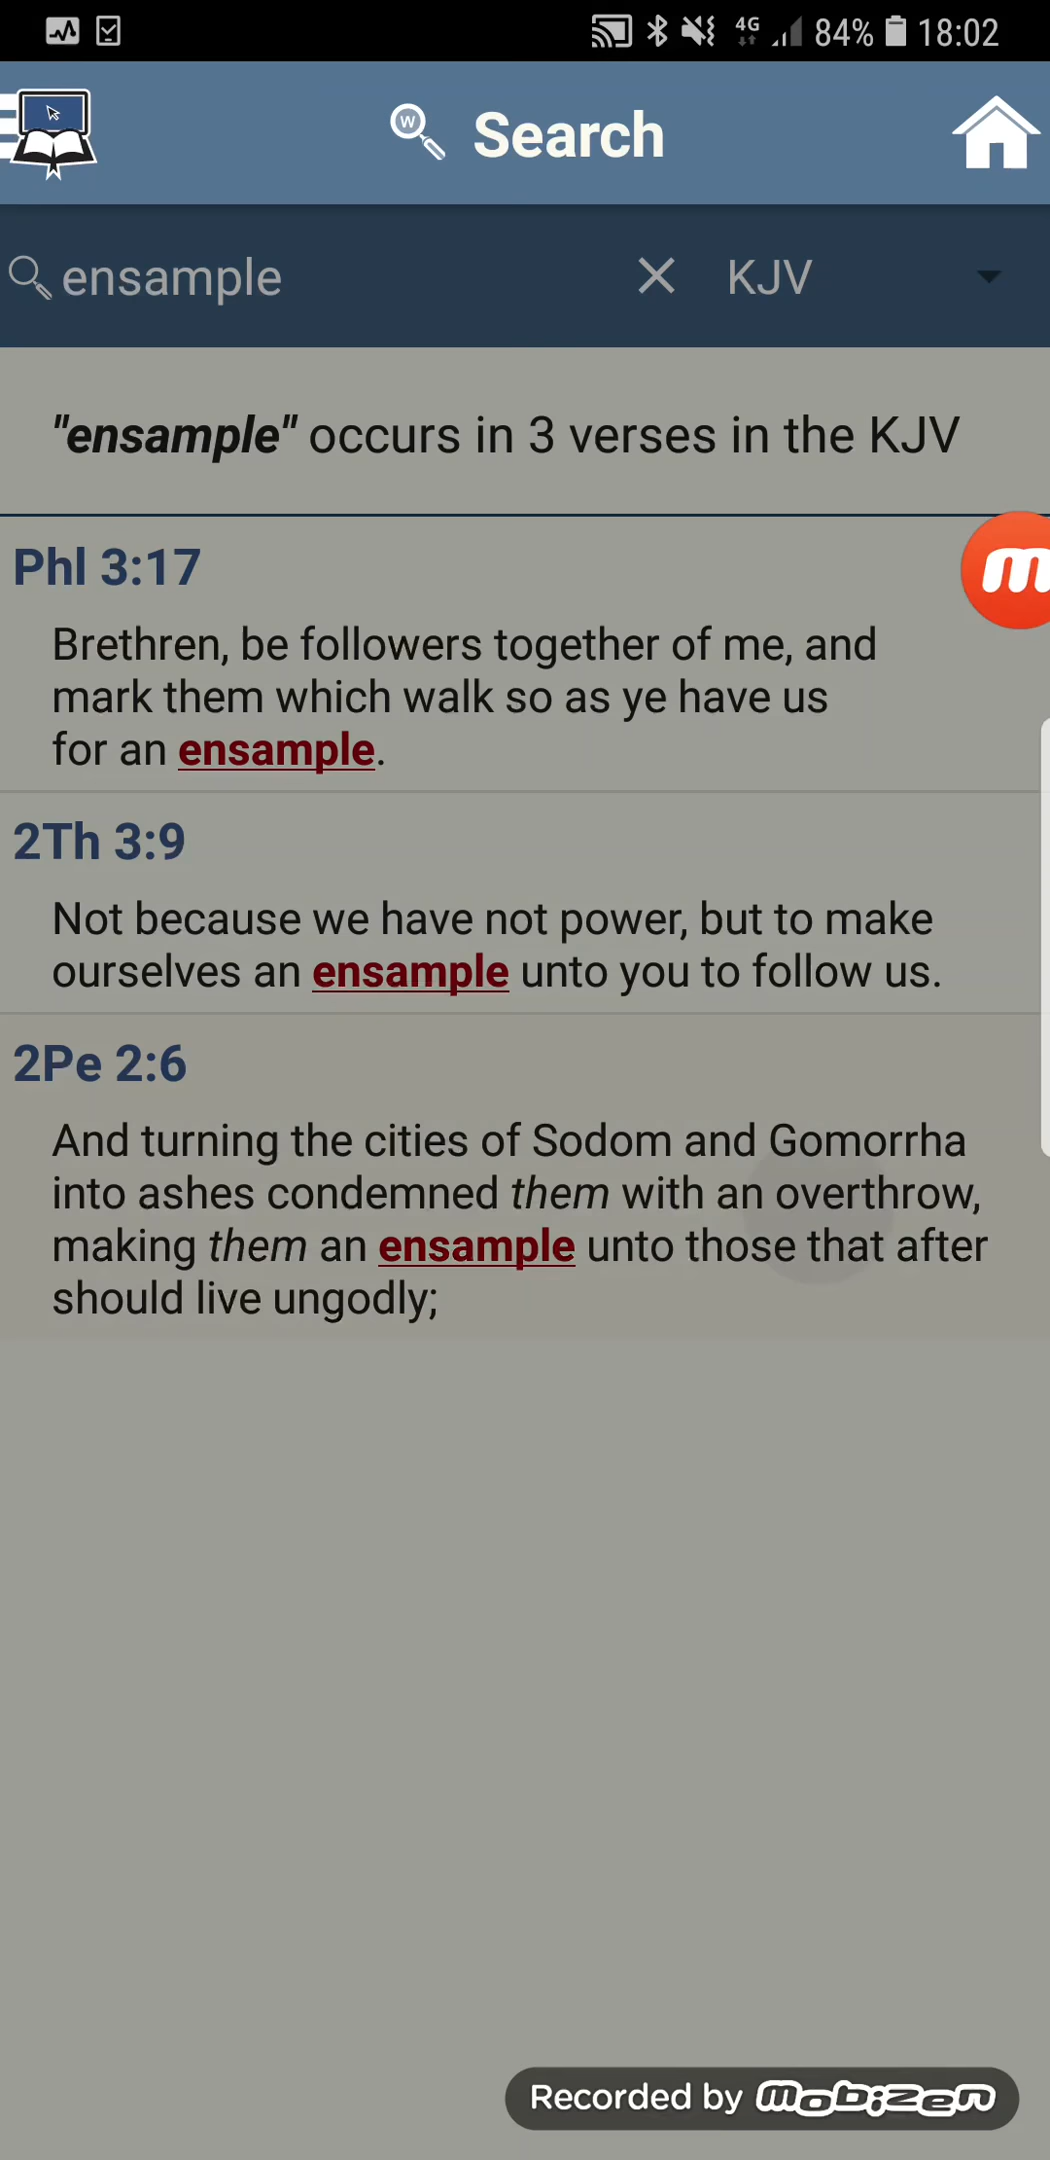 4G 84% 18:02
W Search
ensample KJV
"ensample" occurs in 3 verses in the KJV
Phl 3:17
m
Brethren, be followers together of me, and
mark them which walk so as ye have us
for an ensample.
2Th 3:9
Not because we have not power, but to make
ourselves an ensample unto you to follow us.
2Pe 2:6
And turning the cities of Sodom and Gomorrha
into ashes condemned them with an overthrow,
making them an ensample unto those that after
should live ungodly;
Recorded by mobizen